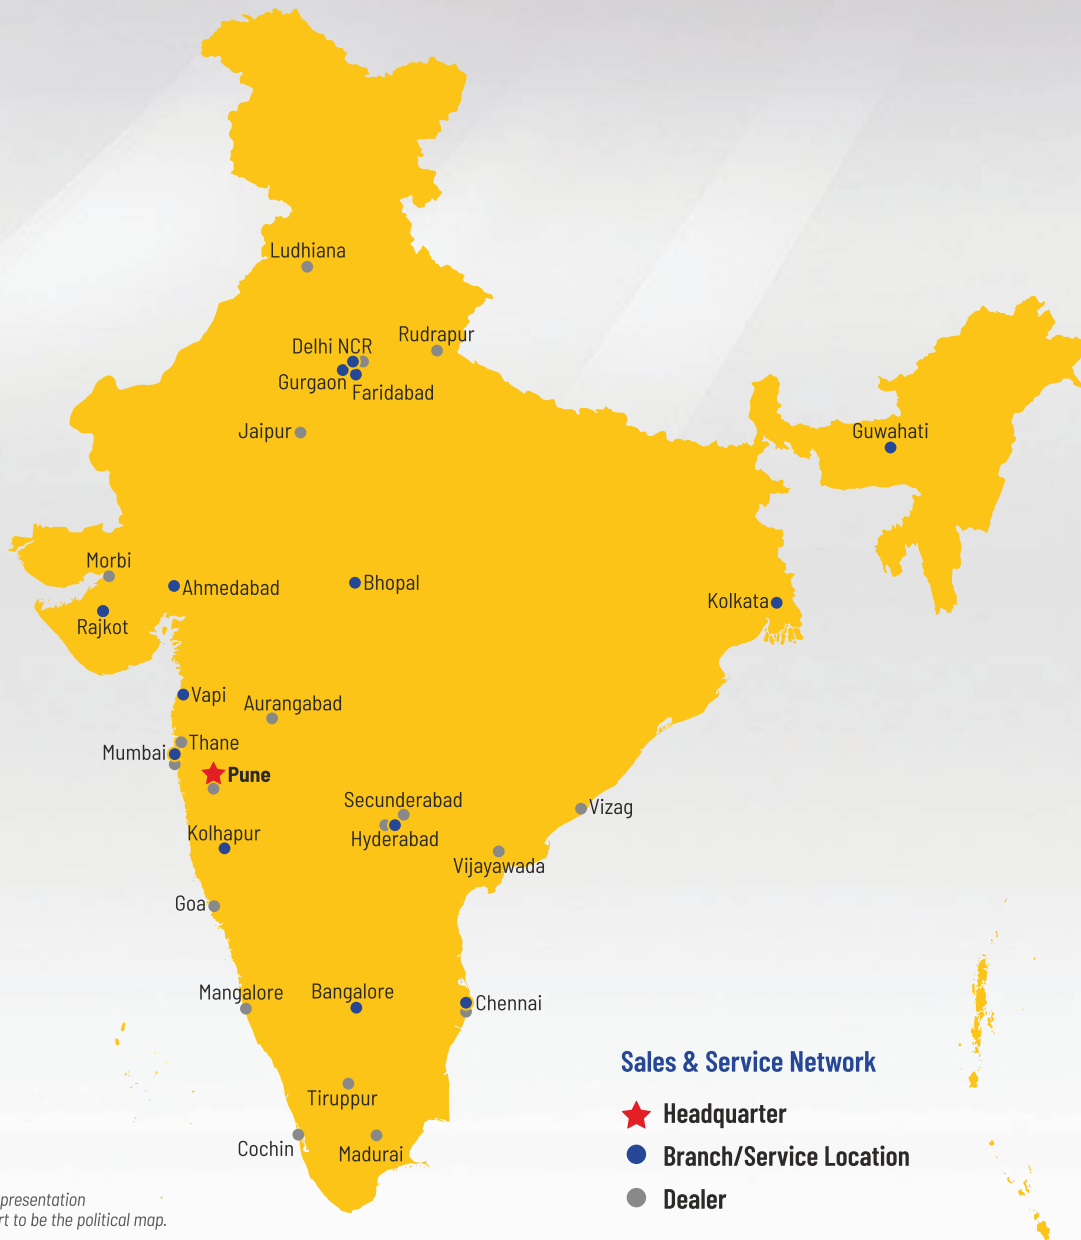 Ludhiana
Rudrapur
Delhi NCR
Gurgaon
Faridabad
Jaipur
Guwahati
Morbi
Ahmedabad
Bhopal
Kolkata
Rajkot
Vapi
Aurangabad
Thane
Mumbai
Pune
Secunderabad
Vizag
Kolhapur
Hyderabad
Vijayawada
Goa
Mangalore
Bangalore
Chennai
Tiruppur
Cochin
Madurai
Sales & Service Network
Headquarter
Branch/Service Location
Dealer
presentation
rt to be the political map.